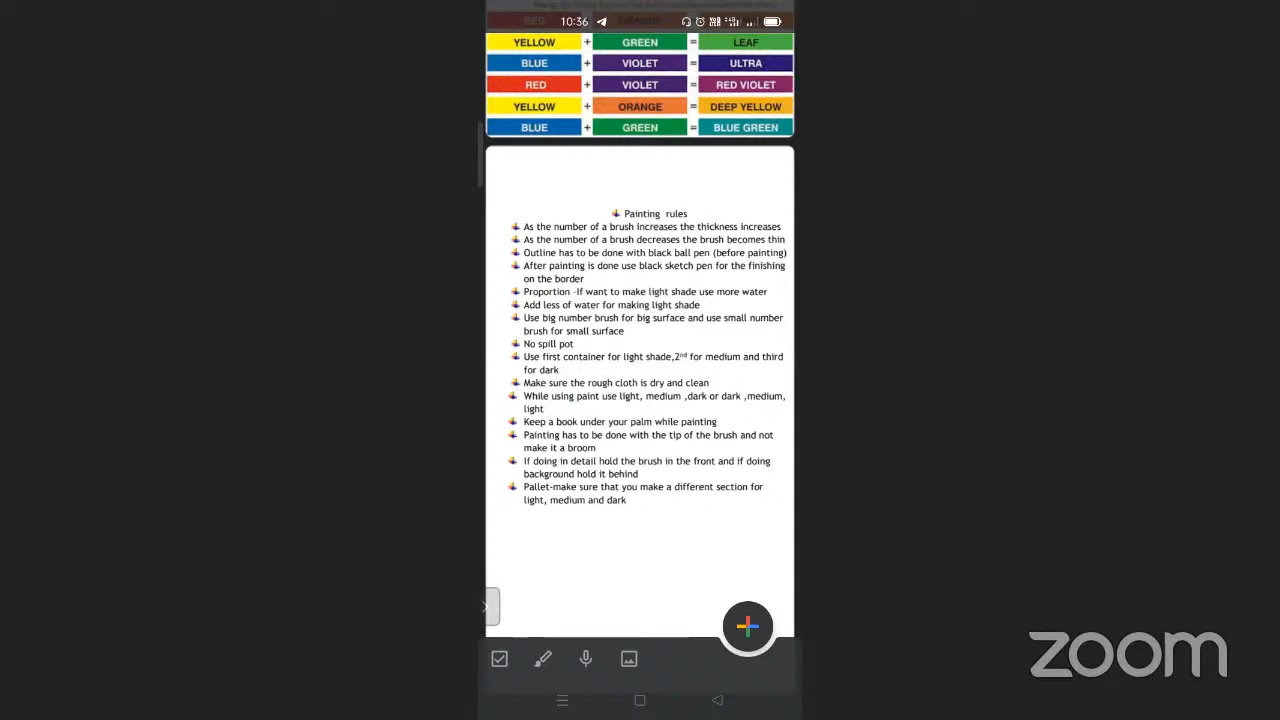 10:36
RED ORANGE
YELLOW + GREEN = LEAF
BLUE + VIOLET = ULTRA
RED + VIOLET = RED VIOLET
YELLOW + ORANGE = DEEP YELLOW
BLUE + GREEN = BLUE GREEN
Painting rules
As the number of a brush increases the thickness increases
As the number of a brush decreases the brush becomes thin
Outline has to be done with black ball pen (before painting)
After painting is done use black sketch pen for the finishing
on the border
Proportion -If want to make light shade use more water
Add less of water for making light shade
Use big number brush for big surface and use small number
brush for small surface
No spill pot
Use first container for light shade,2nd for medium and third
for dark
Make sure the rough cloth is dry and clean
While using paint use light, medium ,dark or dark ,medium,
light
Keep a book under your palm while painting
Painting has to be done with the tip of the brush and not
make it a broom
If doing in detail hold the brush in the front and if doing
background hold it behind
Pallet-make sure that you make a different section for
light, medium and dark
zoom